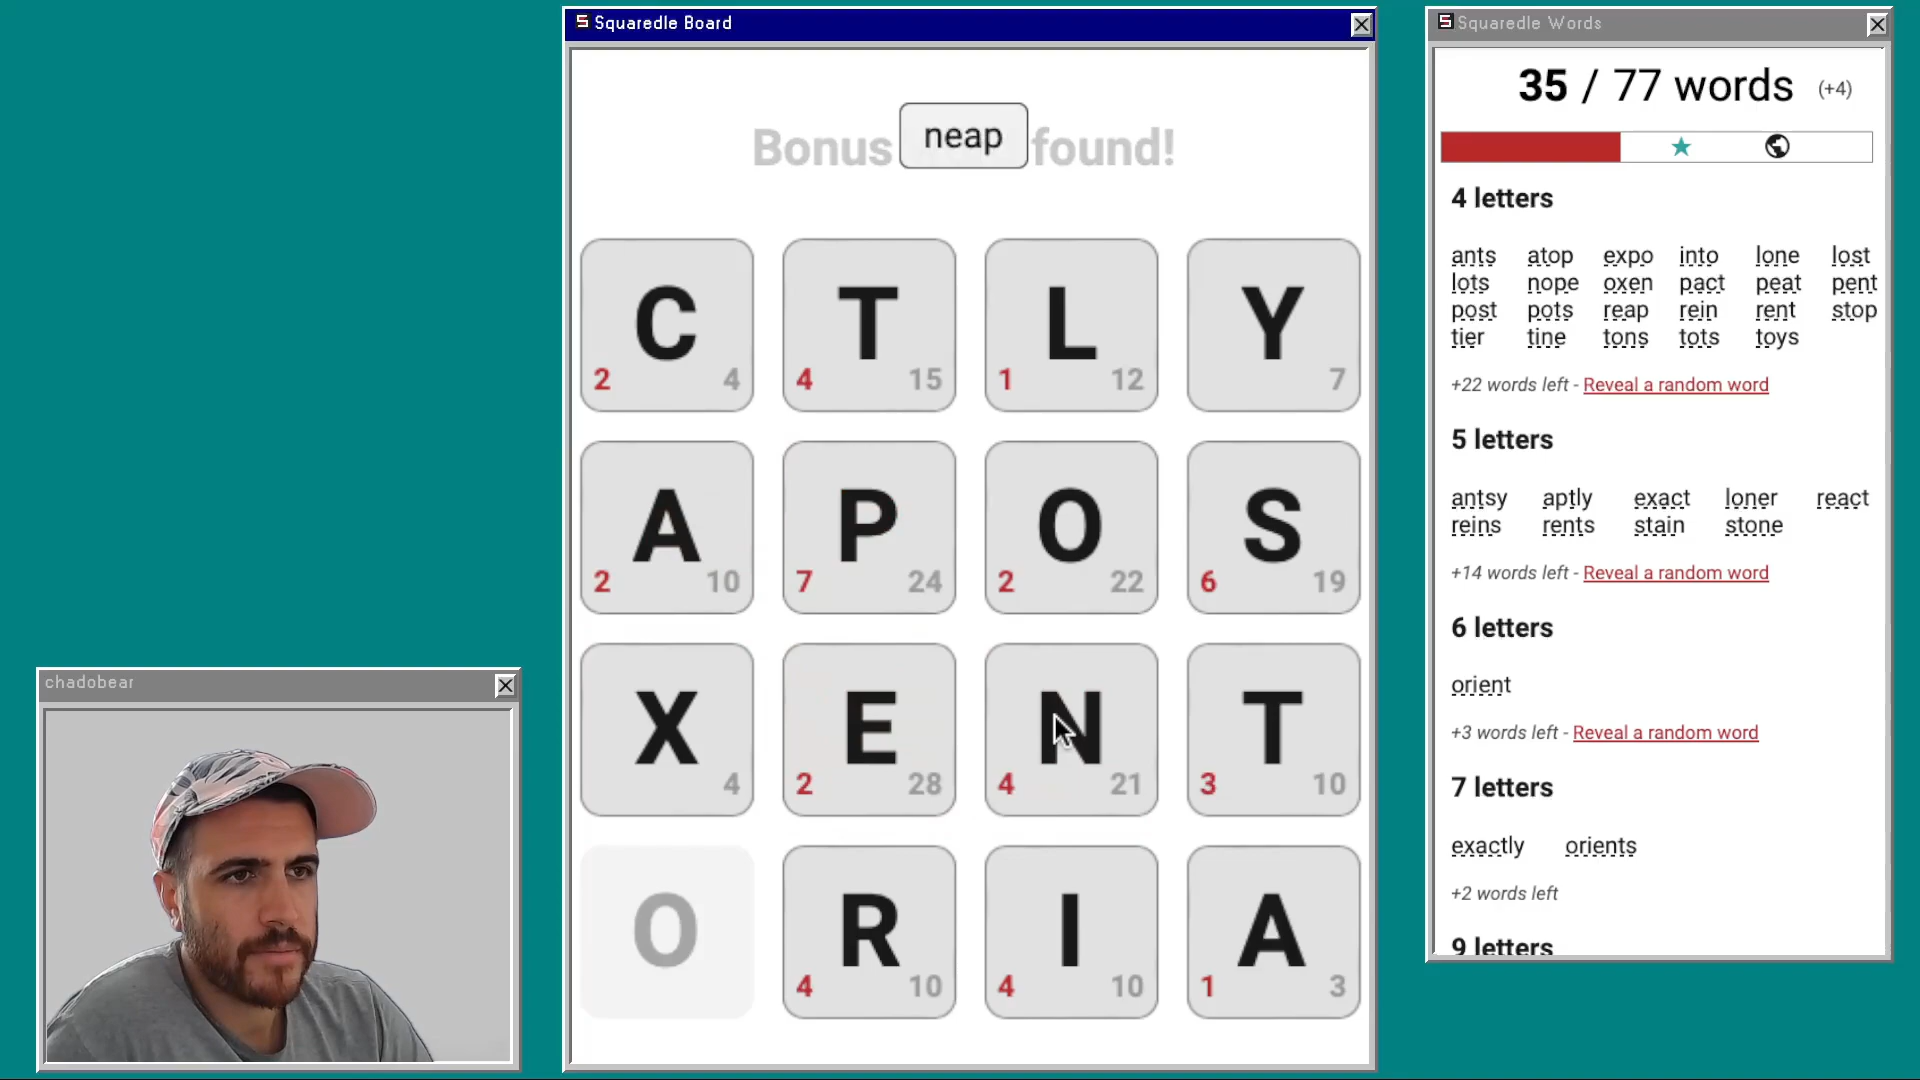 Squaredle Board
Bonus neap found!
C 2 4
T 4 15
L 1 12
Y 7
A 2 10
P 7 24
O 2 22
S 6 19
X 4
E 2 28
N 4 21
T 3 10
O
R 4 10
I 4 10
A 1 3
Squaredle Words
35 / 77 words (+4)
4 letters
ants atop expo into lone lost
lots nope oxen pact peat pent
post pots reap rein rent stop
tier tine tons tots toys
+22 words left - Reveal a random word
5 letters
antsy aptly exact loner react
reins rents stain stone
+14 words left - Reveal a random word
6 letters
orient
+3 words left - Reveal a random word
7 letters
exactly orients
+2 words left
9 letters
chadobear